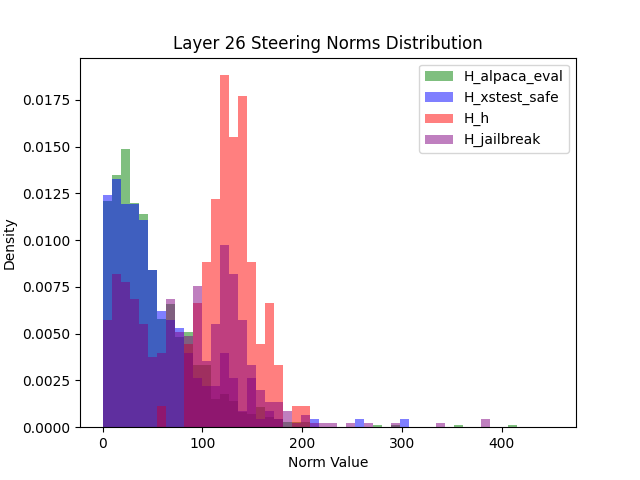 Layer 26 Steering Norms Distribution
H_alpaca_eval
H_xstest_safe
H_h
H_jailbreak
Density
0.0175
0.0150
0.0125
0.0100
0.0075
0.0050
0.0025
0.0000
0 100 200 300 400
Norm Value